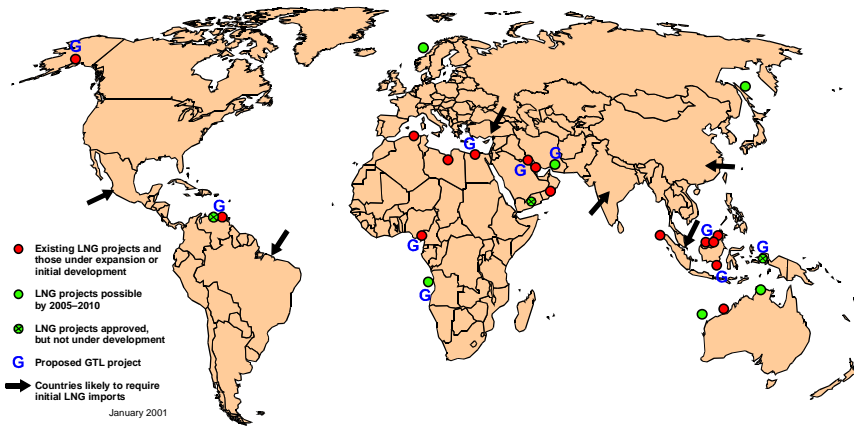 G
G
G
G
G
G
G
G
G
G
G
Existing LNG projects and
those under expansion or
initial development
LNG projects possible
by 2005–2010
LNG projects approved,
but not under development
G Proposed GTL project
Countries likely to require
initial LNG imports
January 2001